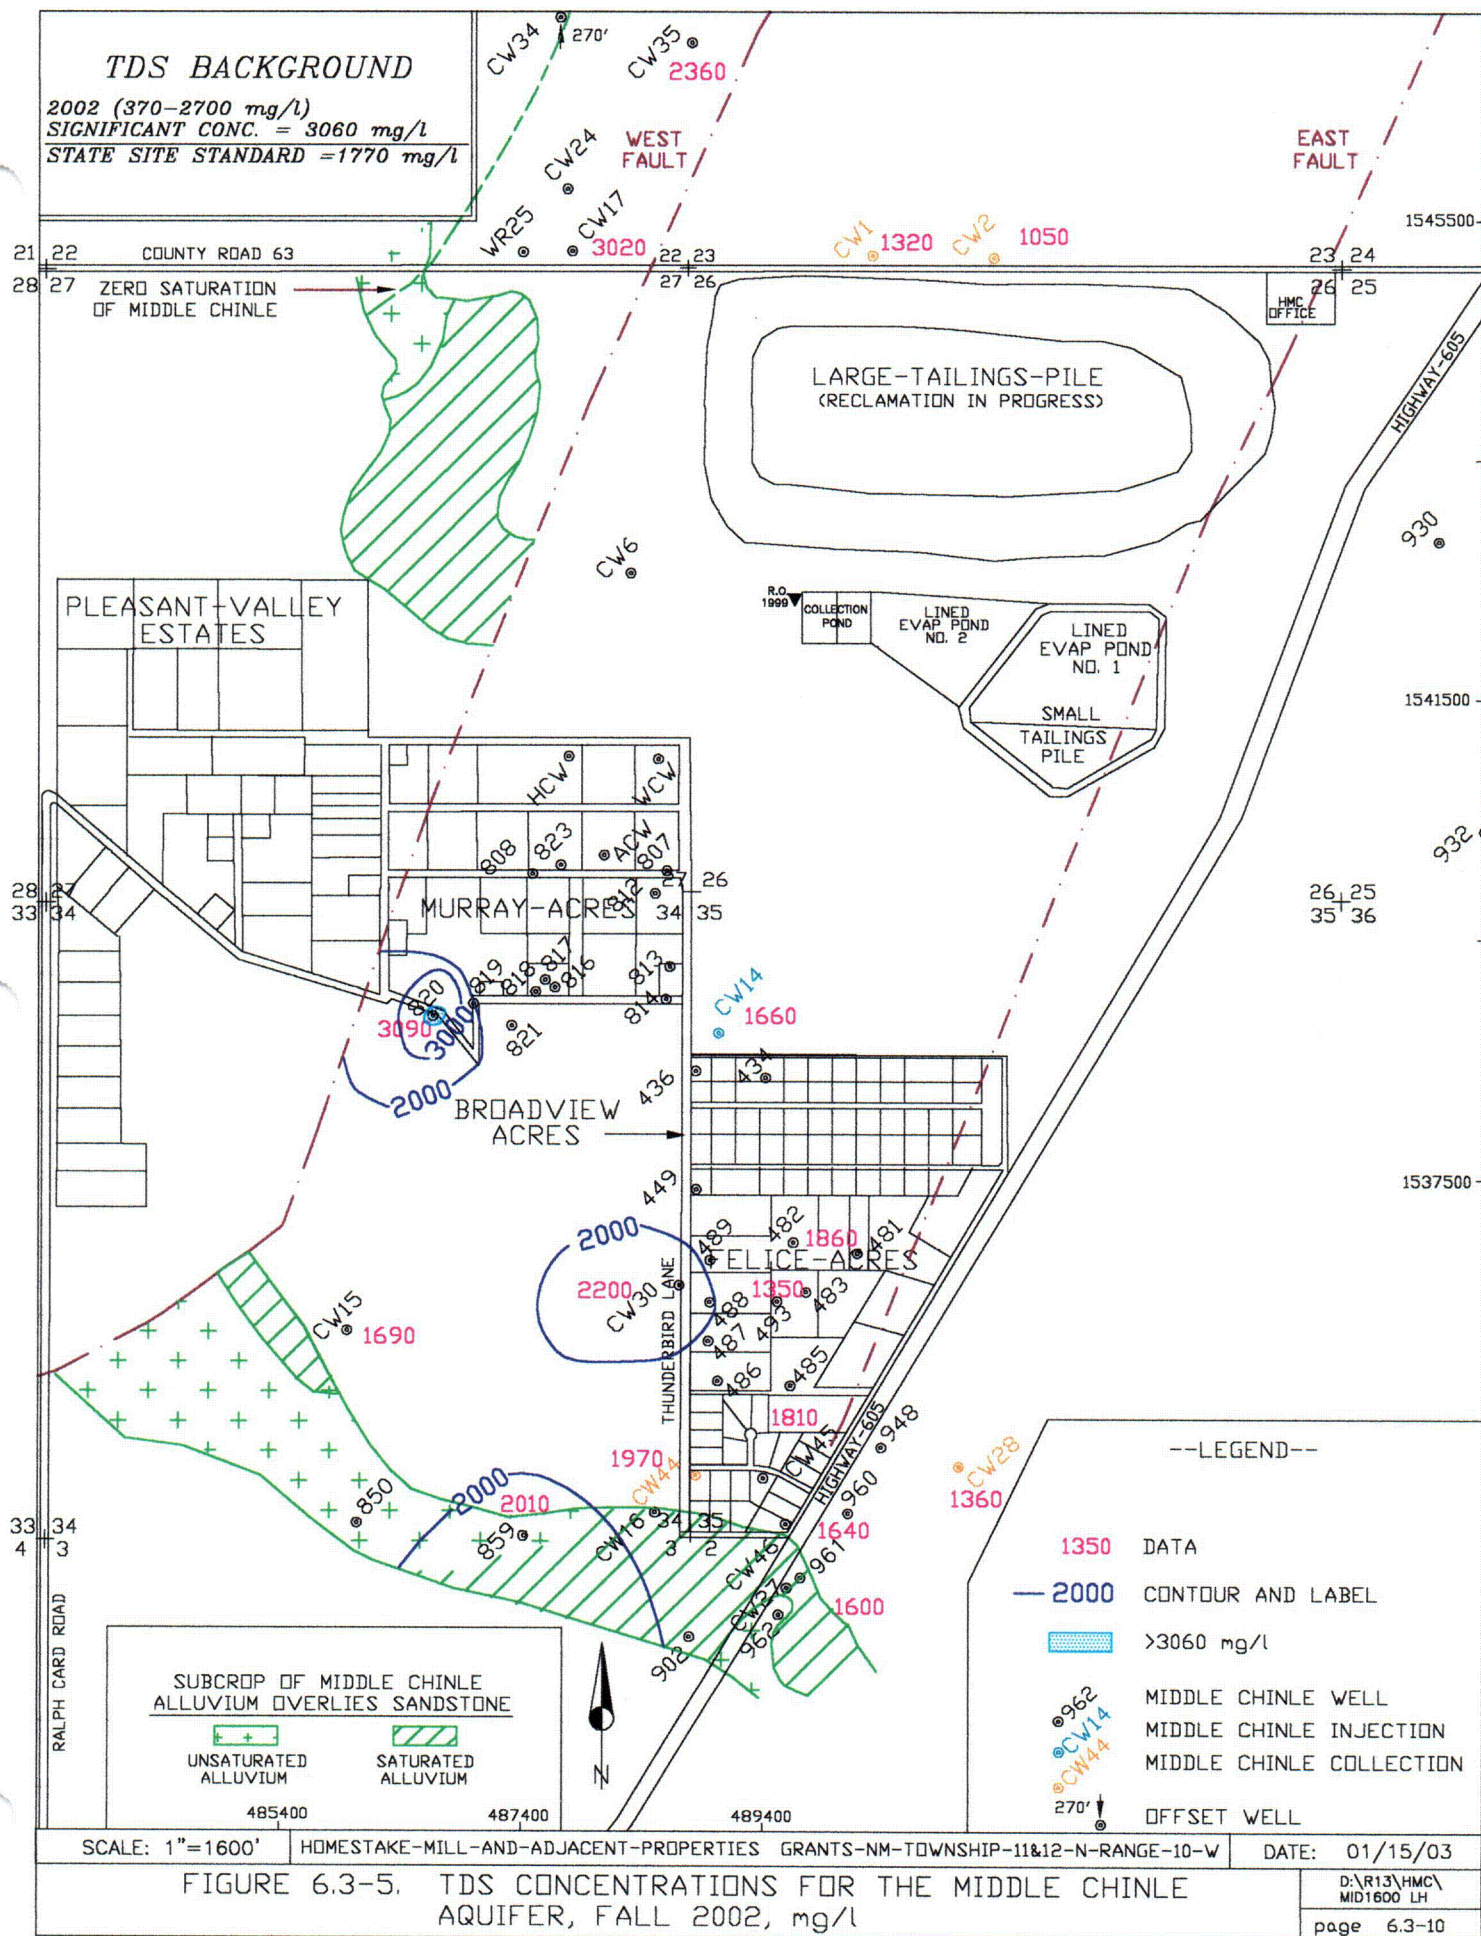 TDS BACKGROUND
2002 (370-2700 mg/l)
SIGNIFICANT CONC. = 3060 mg/l
STATE SITE STANDARD =1770 mg/l
CW34
270'
CW35
2360
WEST
FAULT
EAST
FAULT
CW24
WR25
CW17
3020
CW1
1320
CW2
1050
1545500
21 22
28 27
COUNTY ROAD 63
22 23
27 26
23 24
26 25
ZERO SATURATION
OF MIDDLE CHINLE
HMC
OFFICE
LARGE-TAILINGS-PILE
(RECLAMATION IN PROGRESS)
HIGHWAY-605
930
CW6
R.O.
1999
COLLECTION
POND
LINED
EVAP POND
NO. 2
LINED
EVAP POND
NO. 1
SMALL
TAILINGS
PILE
1541500
PLEASANT-VALLEY
ESTATES
HCW
WCW
808
823
ACW
807
812
932
28 27
33 34
MURRAY-ACRES
27 26
34 35
26 25
35 36
820
819
818
817
816
813
814
821
3090
3000
2000
CW14
1660
436
434
BROADVIEW
ACRES
449
1537500
2000
489
482
1860
481
FELICE-ACRES
2200
CW30
488
1350
493
483
487
486
485
THUNDERBIRD LANE
CW15
1690
1810
CW45
HIGHWAY-605
948
1970
CW44
960
CW28
1360
850
2000
2010
859
CW16
34 35
3 2
1640
CW46
961
CW27
962
1600
902
33 34
4 3
RALPH CARD ROAD
--LEGEND--
1350 DATA
2000 CONTOUR AND LABEL
>3060 mg/l
962 MIDDLE CHINLE WELL
CW14 MIDDLE CHINLE INJECTION
CW44 MIDDLE CHINLE COLLECTION
270' OFFSET WELL
SUBCROP OF MIDDLE CHINLE
ALLUVIUM OVERLIES SANDSTONE
UNSATURATED
ALLUVIUM
SATURATED
ALLUVIUM
N
485400
487400
489400
SCALE: 1"=1600'
HOMESTAKE-MILL-AND-ADJACENT-PROPERTIES GRANTS-NM-TOWNSHIP-11&12-N-RANGE-10-W
DATE: 01/15/03
FIGURE 6.3-5. TDS CONCENTRATIONS FOR THE MIDDLE CHINLE
AQUIFER, FALL 2002, mg/l
D:\R13\HMC\
MID1600 LH
page 6.3-10